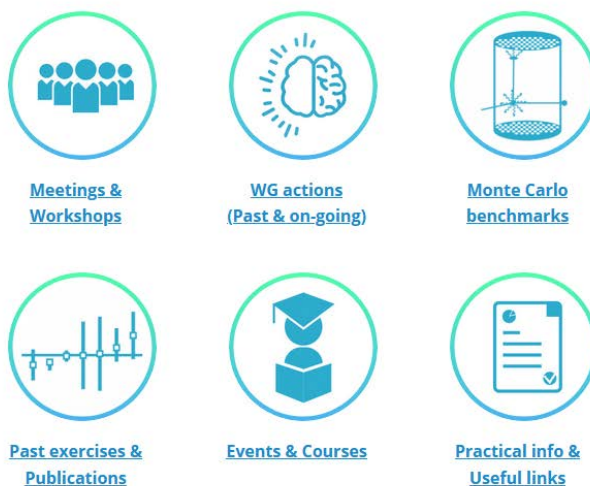 Meetings &
Workshops
WG actions
(Past & on-going)
Monte Carlo
benchmarks
Past exercises &
Publications
Events & Courses
Practical info &
Useful links